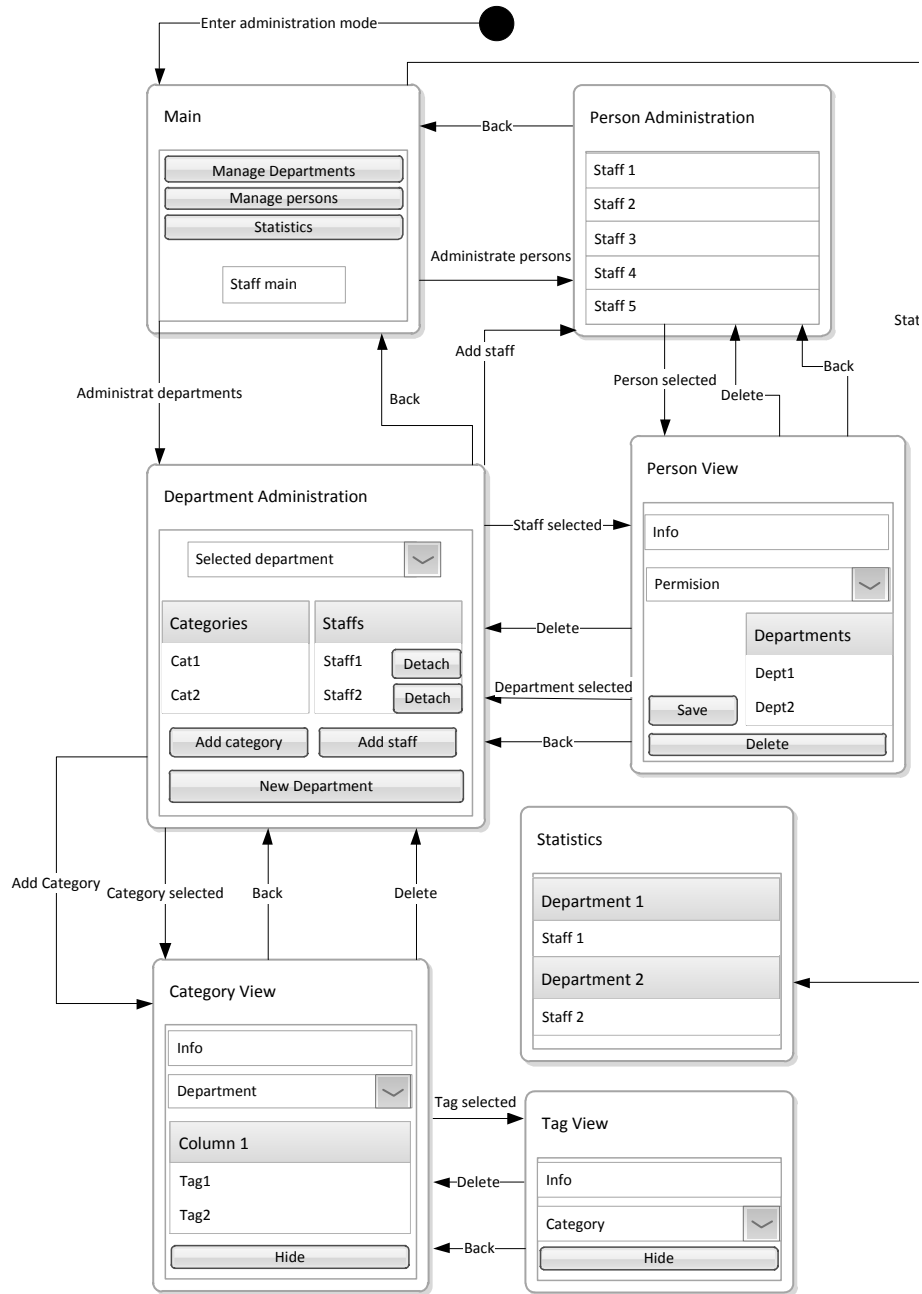 Enter administration mode
Main
Manage Departments
Manage persons
Statistics
Staff main
Back
Person Administration
Staff 1
Staff 2
Staff 3
Staff 4
Staff 5
Administrate persons
Stat
Add staff
Administrat departments
Back
Person selected
Delete
Back
Department Administration
Selected department
Categories
Staffs
Cat1
Staff1
Detach
Cat2
Staff2
Detach
Add category
Add staff
New Department
Staff selected
Delete
Department selected
Back
Person View
Info
Permision
Departments
Dept1
Dept2
Save
Delete
Add Category
Category selected
Back
Delete
Statistics
Department 1
Staff 1
Department 2
Staff 2
Category View
Info
Department
Column 1
Tag1
Tag2
Hide
Tag selected
Delete
Back
Tag View
Info
Category
Hide